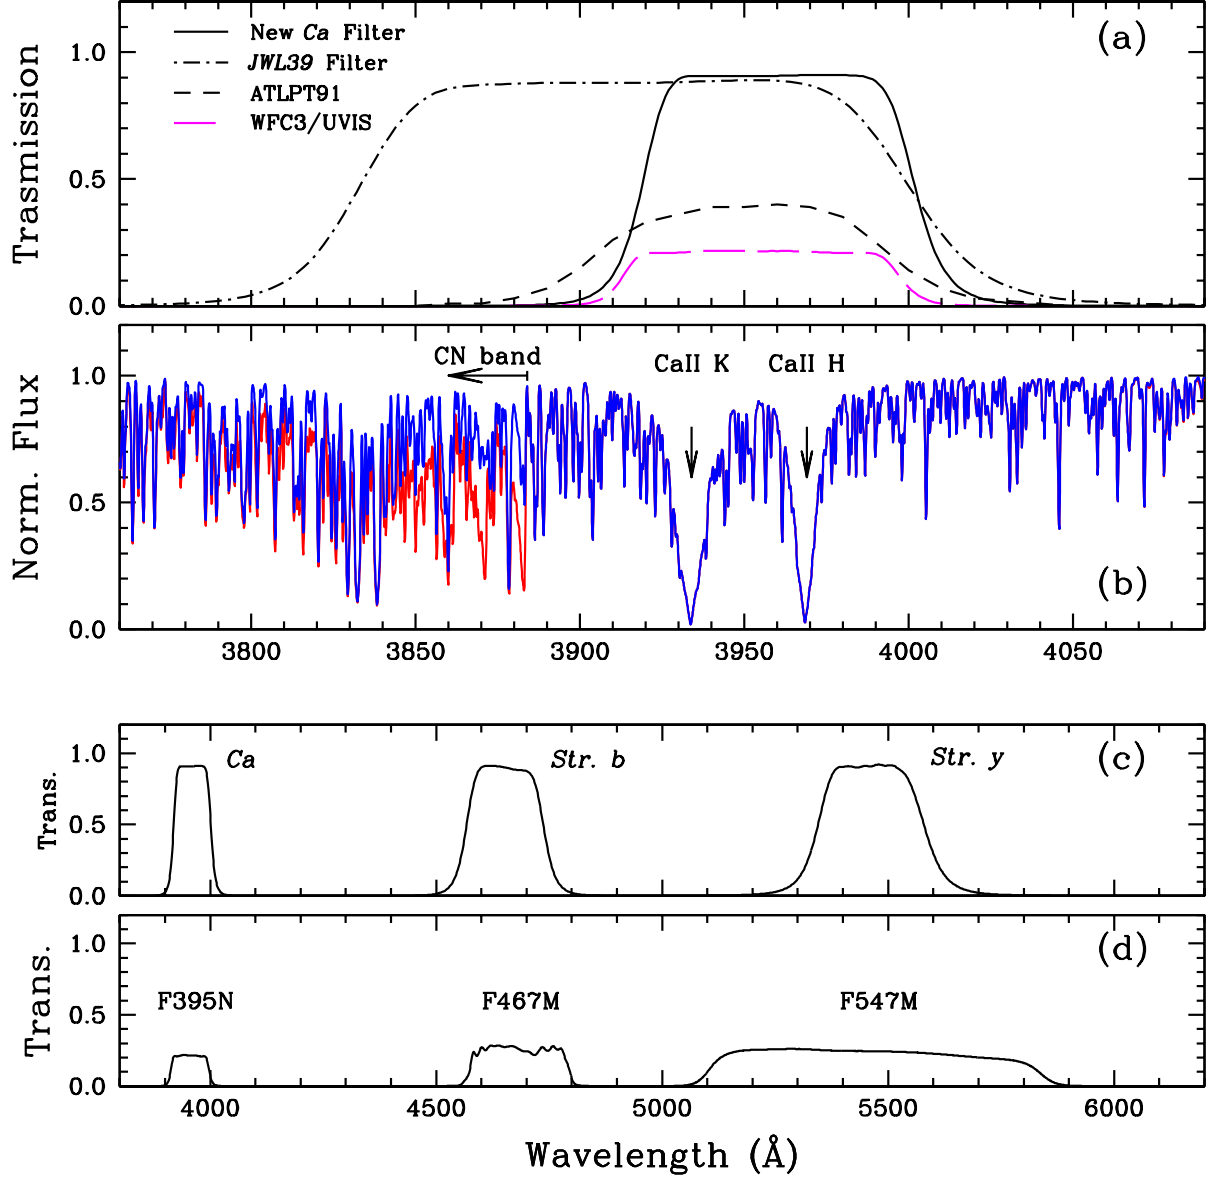 (a)
New Ca Filter
JWL39 Filter
ATLPT91
WFC3/UVIS
1.0
0.5
0.0
Trasmission
CN band
CaII K
CaII H
1.0
0.5
0.0
Norm. Flux
(b)
3800
3850
3900
3950
4000
4050
Ca
Str. b
Str. y
(c)
1.0
0.5
0.0
Trans.
(d)
F395N
F467M
F547M
1.0
0.5
0.0
Trans.
4000
4500
5000
5500
6000
Wavelength (Å)